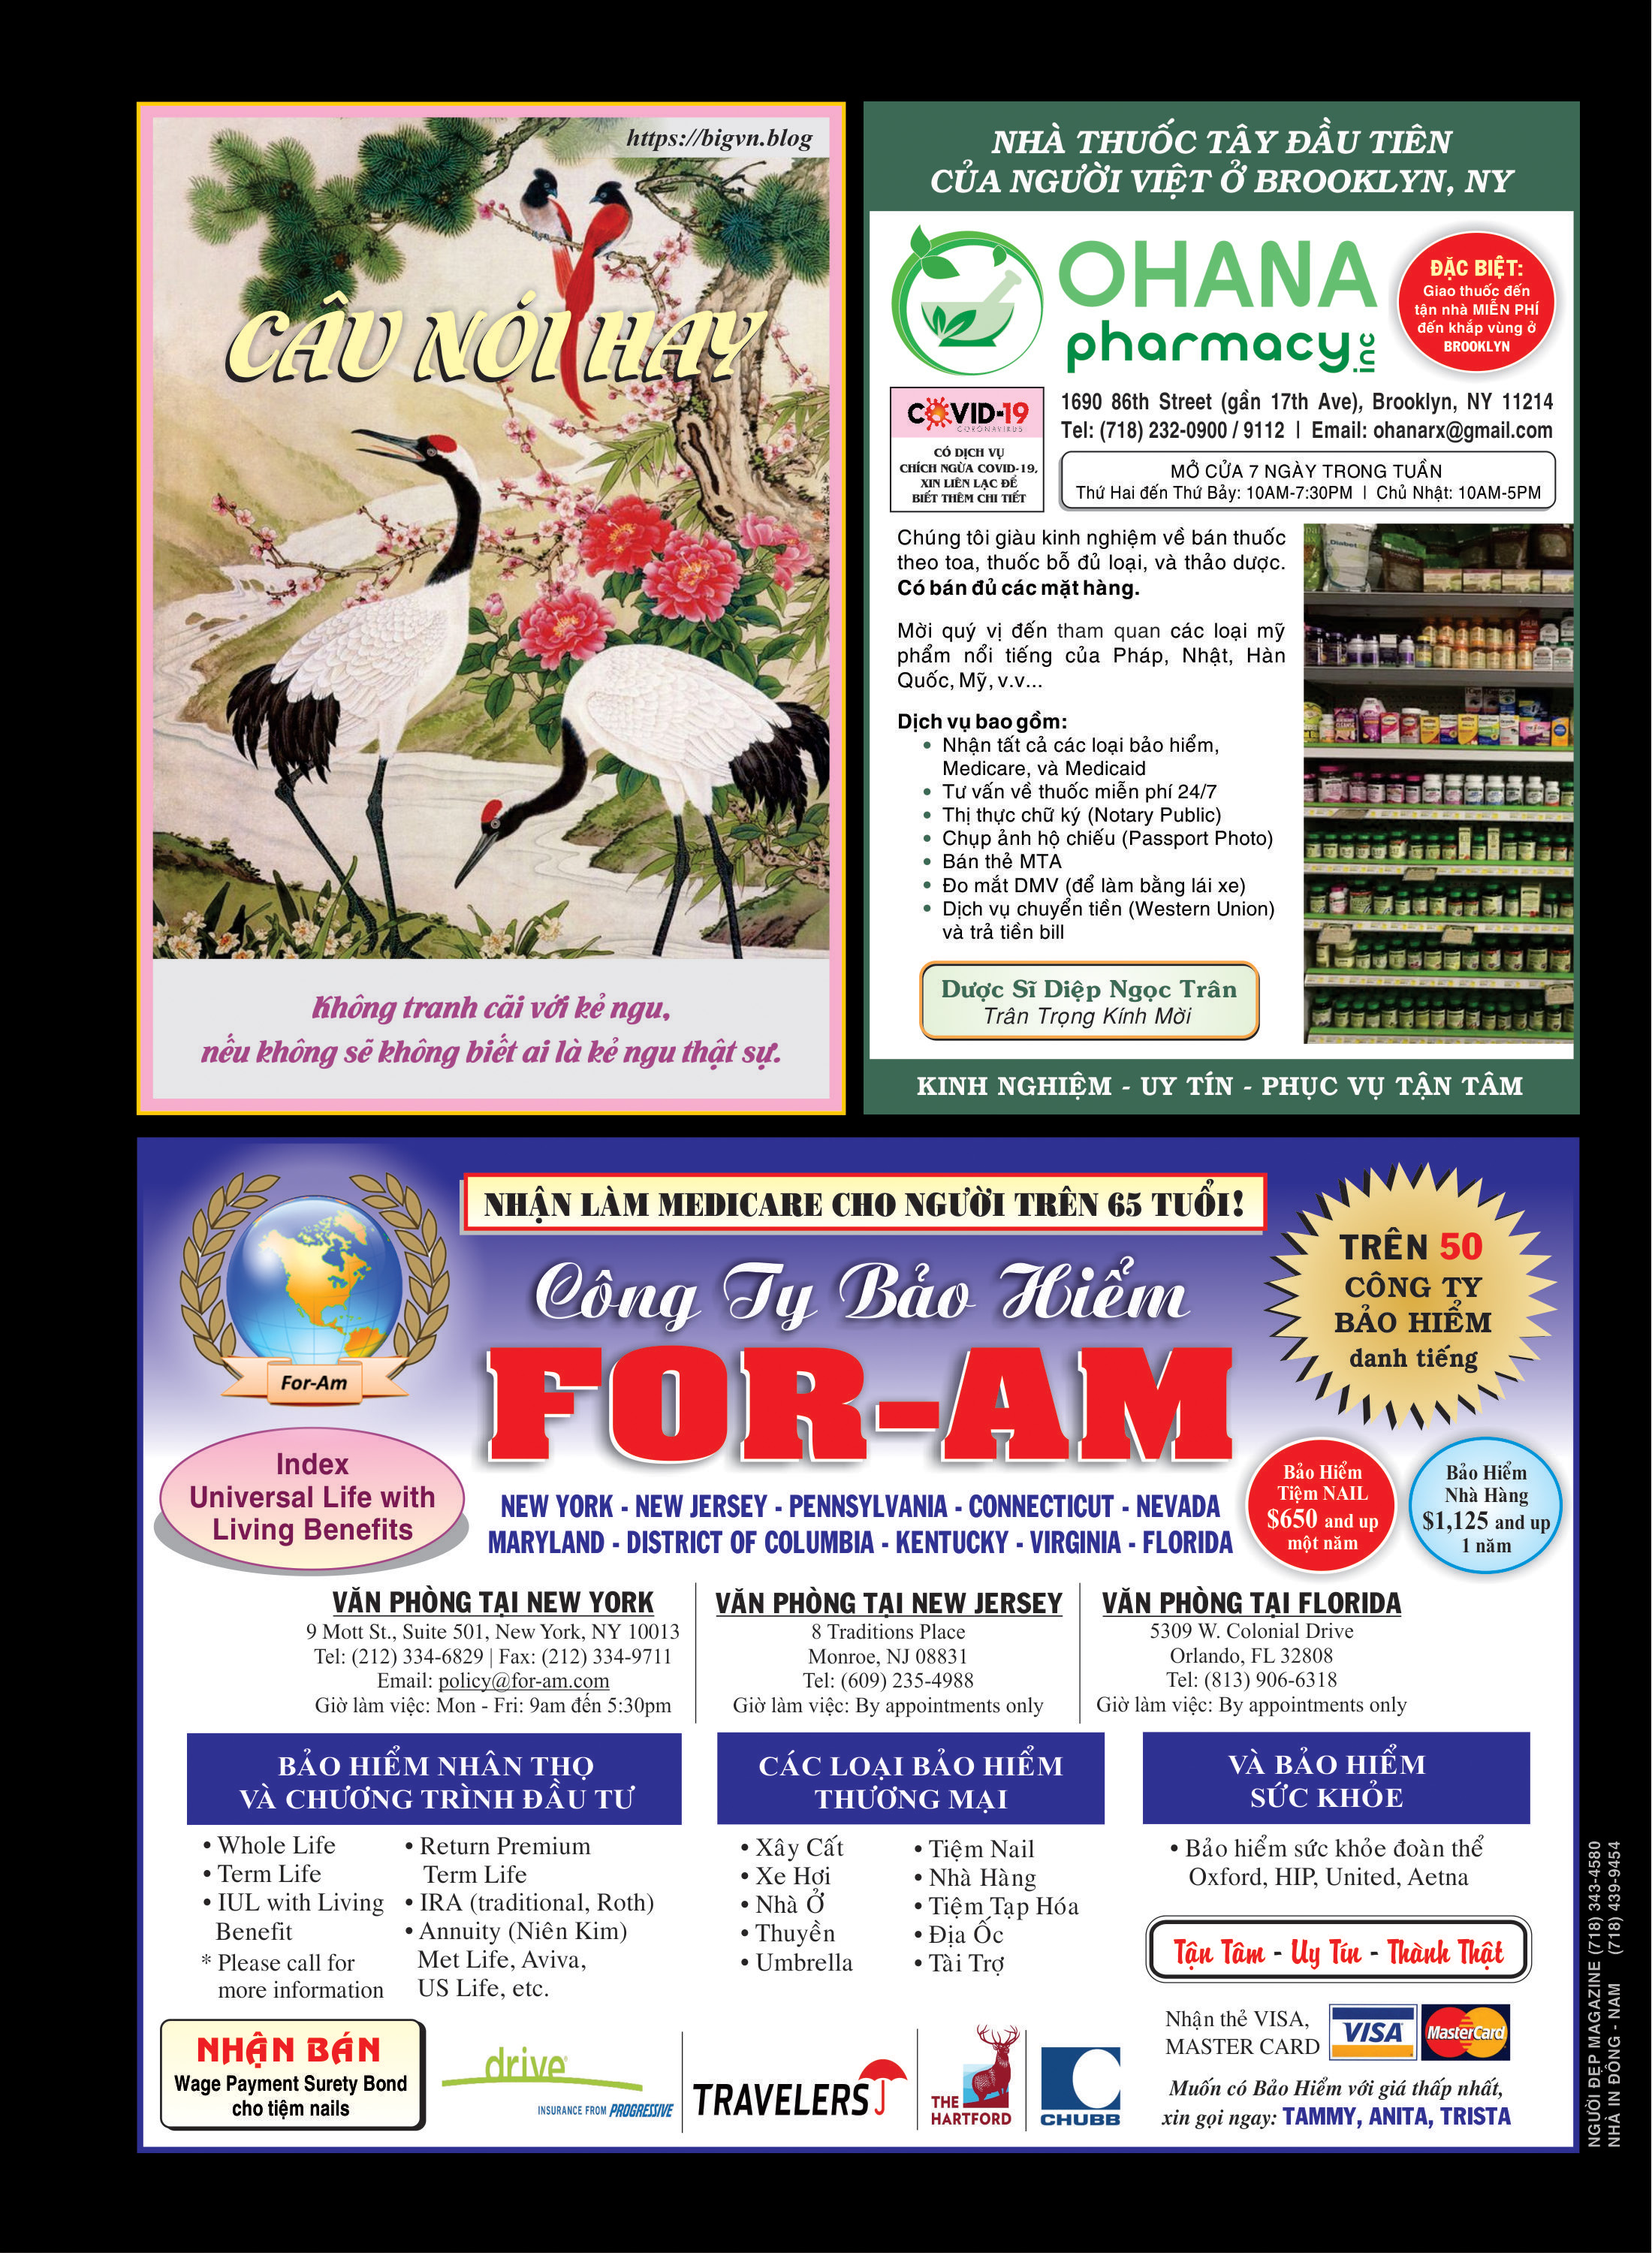 https://bigvn.blog
CÂU NÓI HAY
Không tranh cãi với kẻ ngu,
nếu không sẽ không biết ai là kẻ ngu thật sự.
NHÀ THUỐC TÂY ĐẦU TIÊN
CỦA NGƯỜI VIỆT Ở BROOKLYN, NY
OHANA
pharmacy inc
ĐẶC BIỆT:
Giao thuốc đến
tận nhà MIỄN PHÍ
đến khắp vùng ở
BROOKLYN
COVID-19
CORONAVIRUS
CÓ DỊCH VỤ
CHÍCH NGỪA COVID-19,
XIN LIÊN LẠC ĐỂ
BIẾT THÊM CHI TIẾT
1690 86th Street (gần 17th Ave), Brooklyn, NY 11214
Tel: (718) 232-0900 / 9112 | Email: ohanarx@gmail.com
MỞ CỬA 7 NGÀY TRONG TUẦN
Thứ Hai đến Thứ Bảy: 10AM-7:30PM | Chủ Nhật: 10AM-5PM
Chúng tôi giàu kinh nghiệm về bán thuốc
theo toa, thuốc bổ đủ loại, và thảo dược.
Có bán đủ các mặt hàng.
Mời quý vị đến tham quan các loại mỹ
phẩm nổi tiếng của Pháp, Nhật, Hàn
Quốc, Mỹ, v.v...
Dịch vụ bao gồm:
• Nhận tất cả các loại bảo hiểm,
Medicare, và Medicaid
• Tư vấn về thuốc miễn phí 24/7
• Thị thực chữ ký (Notary Public)
• Chụp ảnh hộ chiếu (Passport Photo)
• Bán thẻ MTA
• Đo mắt DMV (để làm bằng lái xe)
• Dịch vụ chuyển tiền (Western Union)
và trả tiền bill
Dược Sĩ Diệp Ngọc Trân
Trân Trọng Kính Mời
KINH NGHIỆM - UY TÍN - PHỤC VỤ TẬN TÂM
NHẬN LÀM MEDICARE CHO NGƯỜI TRÊN 65 TUỔI!
Công Ty Bảo Hiểm
FOR-AM
For-Am
TRÊN 50
CÔNG TY
BẢO HIỂM
danh tiếng
Index
Universal Life with
Living Benefits
NEW YORK - NEW JERSEY - PENNSYLVANIA - CONNECTICUT - NEVADA
MARYLAND - DISTRICT OF COLUMBIA - KENTUCKY - VIRGINIA - FLORIDA
Bảo Hiểm
Tiệm NAIL
$650 and up
một năm
Bảo Hiểm
Nhà Hàng
$1,125 and up
1 năm
VĂN PHÒNG TẠI NEW YORK
9 Mott St., Suite 501, New York, NY 10013
Tel: (212) 334-6829 | Fax: (212) 334-9711
Email: policy@for-am.com
Giờ làm việc: Mon - Fri: 9am đến 5:30pm
VĂN PHÒNG TẠI NEW JERSEY
8 Traditions Place
Monroe, NJ 08831
Tel: (609) 235-4988
Giờ làm việc: By appointments only
VĂN PHÒNG TẠI FLORIDA
5309 W. Colonial Drive
Orlando, FL 32808
Tel: (813) 906-6318
Giờ làm việc: By appointments only
BẢO HIỂM NHÂN THỌ
VÀ CHƯƠNG TRÌNH ĐẦU TƯ
• Whole Life
• Term Life
• IUL with Living
Benefit
* Please call for
more information
• Return Premium
Term Life
• IRA (traditional, Roth)
• Annuity (Niên Kim)
Met Life, Aviva,
US Life, etc.
CÁC LOẠI BẢO HIỂM
THƯƠNG MẠI
• Xây Cất
• Xe Hơi
• Nhà Ở
• Thuyền
• Umbrella
• Tiệm Nail
• Nhà Hàng
• Tiệm Tạp Hóa
• Địa Ốc
• Tài Trợ
VÀ BẢO HIỂM
SỨC KHỎE
• Bảo hiểm sức khỏe đoàn thể
Oxford, HIP, United, Aetna
Tận Tâm - Uy Tín - Thành Thật
Nhận thẻ VISA,
MASTER CARD
VISA
MasterCard
Muốn có Bảo Hiểm với giá thấp nhất,
xin gọi ngay: TAMMY, ANITA, TRISTA
NHẬN BÁN
Wage Payment Surety Bond
cho tiệm nails
drive
INSURANCE FROM PROGRESSIVE
TRAVELERS
THE
HARTFORD
CHUBB
NGƯỜI ĐẸP MAGAZINE (718) 343-4580
NHÀ IN ĐÔNG - NAM (718) 439-9454